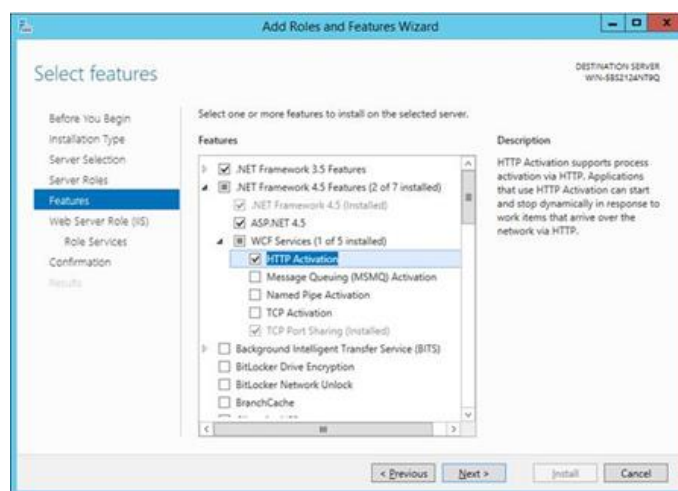 Add Roles and Features Wizard
Select features
DESTINATION SERVER
Before You Begin
Installation Type
Server Selection
Server Roles
Features
Web Server Role (IIS)
Role Services
Confirmation
Results
Select one or more features to install on the selected server.
Features
.NET Framework 3.5 Features
.NET Framework 4.5 Features (2 of 7 installed)
.NET Framework 4.5 (Installed)
ASP.NET 4.5
WCF Services (1 of 5 installed)
HTTP Activation
Message Queuing (MSMQ) Activation
Named Pipe Activation
TCP Activation
TCP Port Sharing (Installed)
Background Intelligent Transfer Service (BITS)
BitLocker Drive Encryption
BitLocker Network Unlock
BranchCache
Description
HTTP Activation supports process
activation via HTTP. Applications
that use HTTP Activation can start
and stop dynamically in response to
work items that arrive over the
network via HTTP.
< Previous
Next >
Install
Cancel